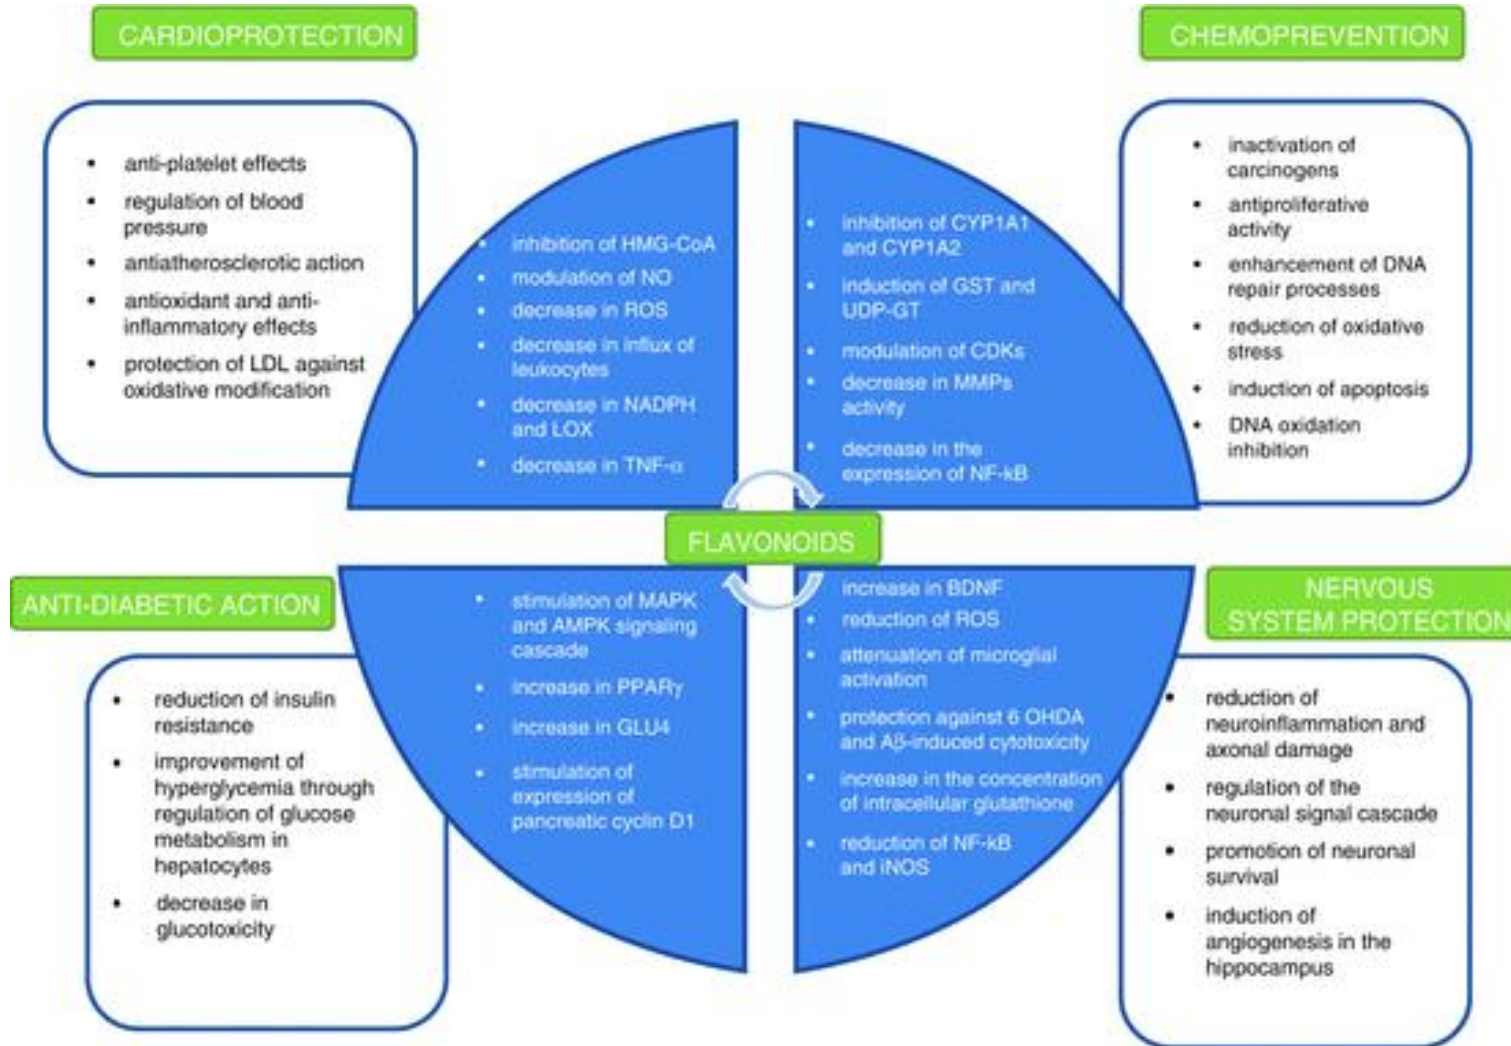 CARDIOPROTECTION
• anti-platelet effects
• regulation of blood
pressure
• antiatherosclerotic action
• antioxidant and anti-
inflammatory effects
• protection of LDL against
oxidative modification
• inhibition of HMG-CoA
• modulation of NO
• decrease in ROS
• decrease in influx of
leukocytes
• decrease in NADPH
and LOX
• decrease in TNF-α
CHEMOPREVENTION
• inhibition of CYP1A1
and CYP1A2
• induction of GST and
UDP-GT
• modulation of CDKs
• decrease in MMPs
activity
• decrease in the
expression of NF-kB
• inactivation of
carcinogens
• antiproliferative
activity
• enhancement of DNA
repair processes
• reduction of oxidative
stress
• induction of apoptosis
• DNA oxidation
inhibition
FLAVONOIDS
ANTI-DIABETIC ACTION
• reduction of insulin
resistance
• improvement of
hyperglycemia through
regulation of glucose
metabolism in
hepatocytes
• decrease in
glucotoxicity
• stimulation of MAPK
and AMPK signaling
cascade
• increase in PPARγ
• increase in GLU4
• stimulation of
expression of
pancreatic cyclin D1
NERVOUS
SYSTEM PROTECTION
• increase in BDNF
• reduction of ROS
• attenuation of microglial
activation
• protection against 6 OHDA
and Aβ-induced cytotoxicity
• increase in the concentration
of intracellular glutathione
• reduction of NF-kB
and iNOS
• reduction of
neuroinflammation and
axonal damage
• regulation of the
neuronal signal cascade
• promotion of neuronal
survival
• induction of
angiogenesis in the
hippocampus